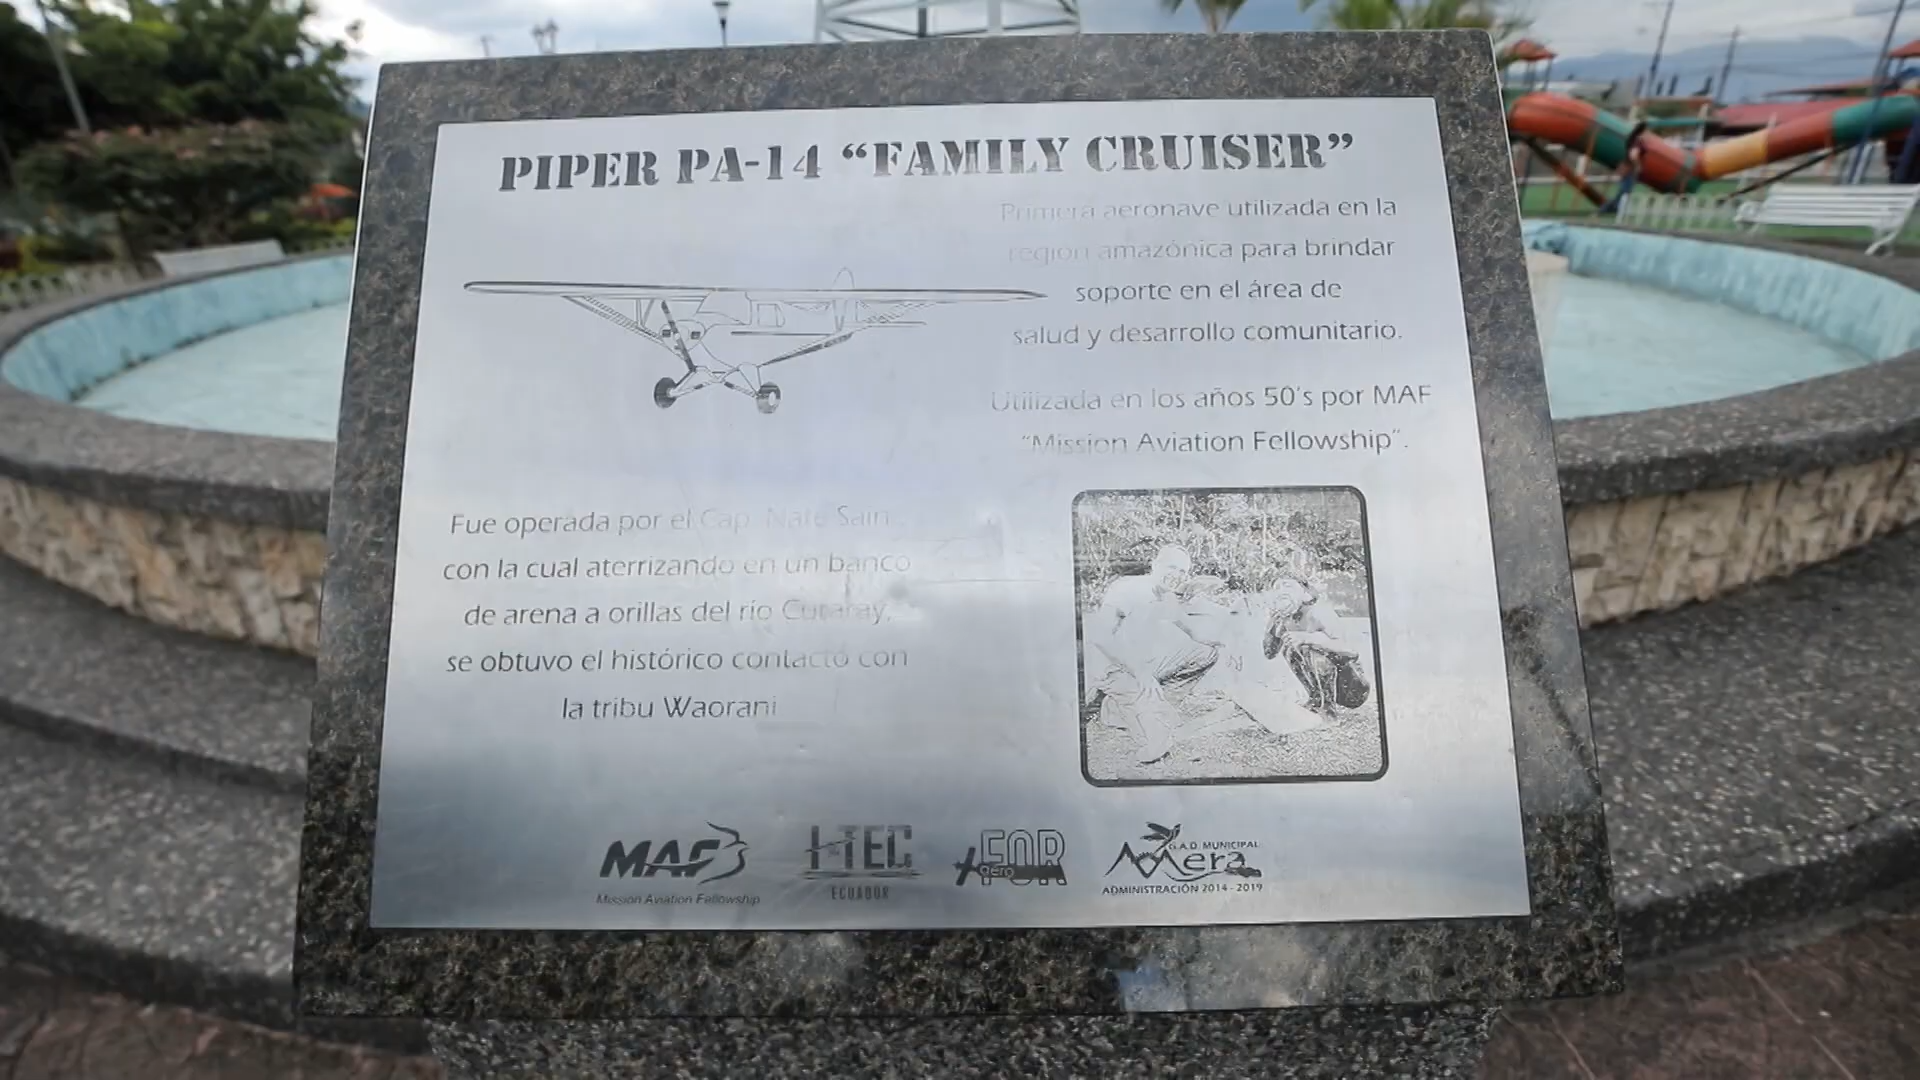 PIPER PA-14 “FAMILY CRUISER”
Primera aeronave utilizada en la
región amazónica para brindar
soporte en el área de
salud y desarrollo comunitario.
Utilizada en los años 50's por MAF
“Mission Aviation Fellowship”.
Fue operada por el Cap. Nate Saint,
con la cual aterrizando en un banco
de arena a orillas del río Curaray,
se obtuvo el histórico contacto con
la tribu Waorani
MAF
Mission Aviation Fellowship
I-TEC
ECUADOR
aero
FOR
G.A.D. MUNICIPAL
Mera
ADMINISTRACIÓN 2014 - 2019